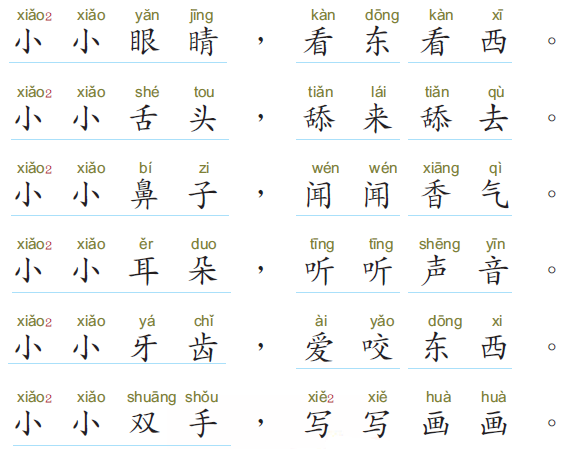 xiǎo2 xiǎo yǎn jīng kàn dōng kàn xī
小小眼睛，看东看西。
xiǎo2 xiǎo shé tou tiǎn lái tiǎn qù
小小舌头，舔来舔去。
xiǎo2 xiǎo bí zi wén wén xiāng qì
小小鼻子，闻闻香气。
xiǎo2 xiǎo ěr duo tīng tīng shēng yīn
小小耳朵，听听声音。
xiǎo2 xiǎo yá chǐ ài yǎo dōng xi
小小牙齿，爱咬东西。
xiǎo2 xiǎo shuāng shǒu xiě2 xiě huà huà
小小双手，写写画画。